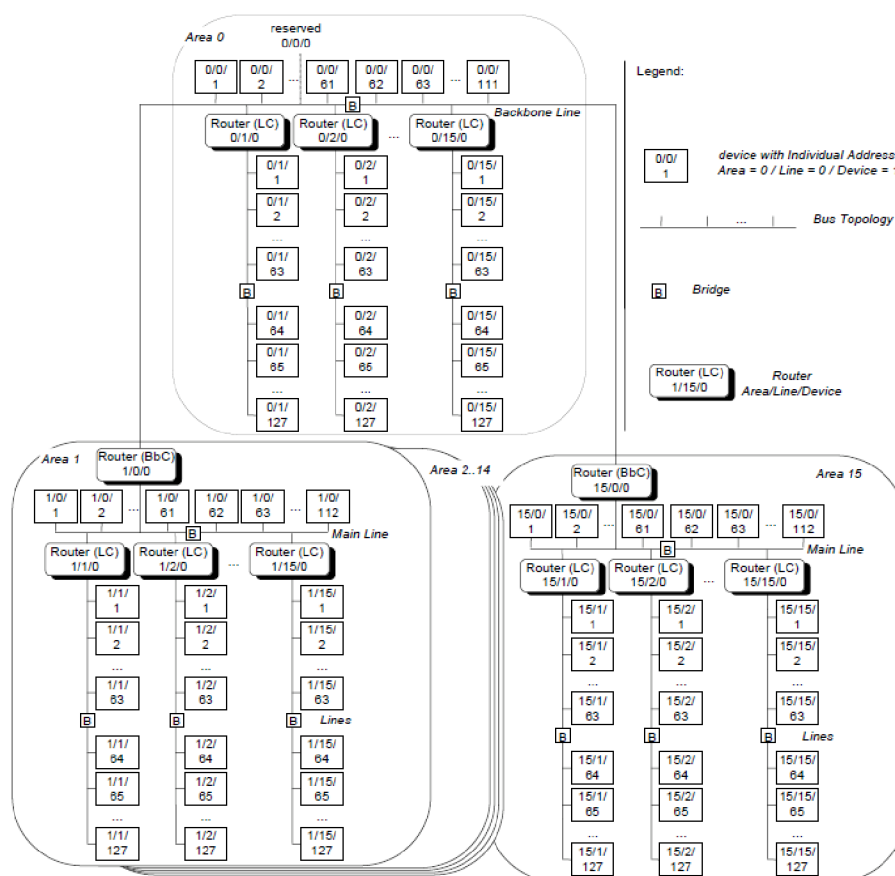 Area 0
reserved
0/0/0
0/0/ 0/0/ ... 0/0/ 0/0/ 0/0/ ... 0/0/
1 2 61 62 63 111
B
Backbone Line
Router (LC) Router (LC) ... Router (LC)
0/1/0 0/2/0 0/15/0
0/1/ 0/2/ 0/15/
1 1 1
0/1/ 0/2/ 0/15/
2 2 2
... ... ...
0/1/ 0/2/ 0/15/
63 63 63
B B B
0/1/ 0/2/ 0/15/
64 64 64
0/1/ 0/2/ 0/15/
65 65 65
... ... ...
0/1/ 0/2/ 0/15/
127 127 127
Legend:
0/0/
1
device with Individual Address
Area = 0 / Line = 0 / Device =
...
Bus Topology
B
Bridge
Router (LC)
1/15/0
Router
Area/Line/Device
Area 1
Router (BbC)
1/0/0
1/0/ 1/0/ ... 1/0/ 1/0/ 1/0/ ... 1/0/
1 2 61 62 63 112
B
Main Line
Router (LC) Router (LC) ... Router (LC)
1/1/0 1/2/0 1/15/0
1/1/ 1/2/ 1/15/
1 1 1
1/1/ 1/2/ 1/15/
2 2 2
... ... ...
1/1/ 1/2/ 1/15/
63 63 63
B B B
Lines
1/1/ 1/2/ 1/15/
64 64 64
1/1/ 1/2/ 1/15/
65 65 65
... ... ...
1/1/ 1/2/ 1/15/
127 127 127
Area 2..14
Area 15
Router (BbC)
15/0/0
15/0/ 15/0/ ... 15/0/ 15/0/ 15/0/ ... 15/0/
1 2 61 62 63 112
B
Main Line
Router (LC) Router (LC) ... Router (LC)
15/1/0 15/2/0 15/15/0
15/1/ 15/2/ 15/15/
1 1 1
15/1/ 15/2/ 15/15/
2 2 2
... ... ...
15/1/ 15/2/ 15/15/
63 63 63
B B B
Lines
15/1/ 15/2/ 15/15/
64 64 64
15/1/ 15/2/ 15/15/
65 65 65
... ... ...
15/1/ 15/2/ 15/15/
127 127 127